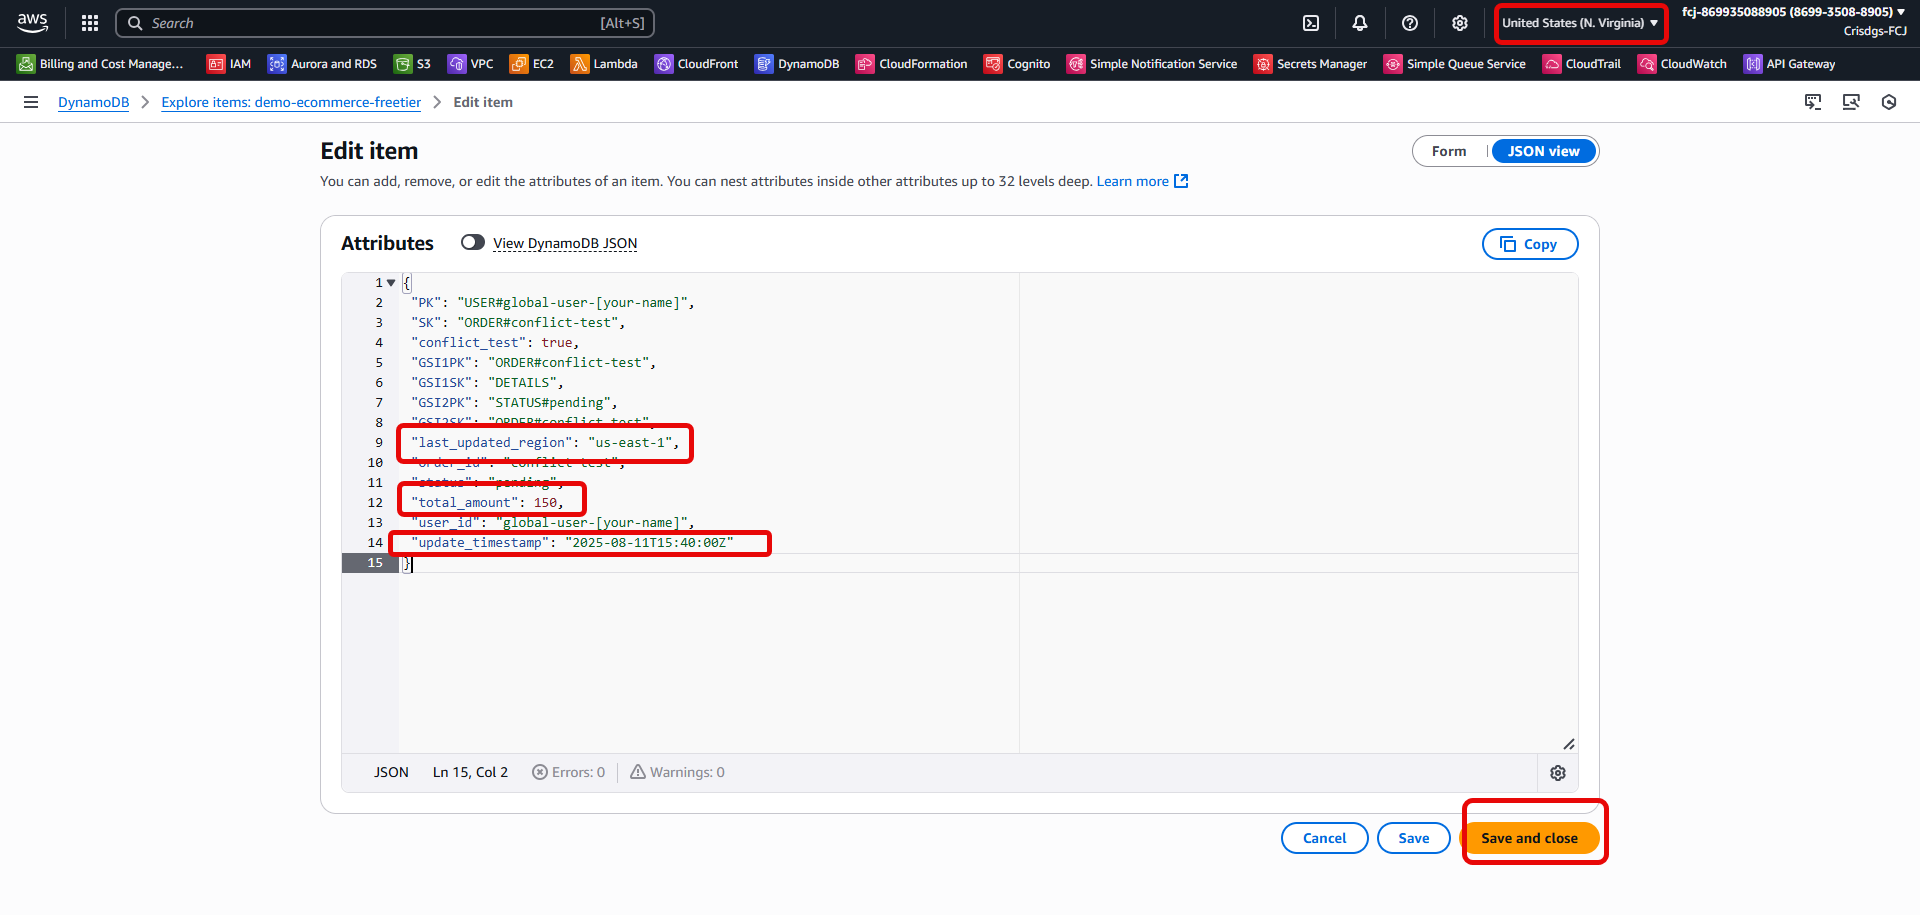 aws
Search
[Alt+S]
United States (N. Virginia)
fcj-869935088905 (8699-3508-8905)
Crisdgs-FCJ
Billing and Cost Manage...
IAM
Aurora and RDS
S3
VPC
EC2
Lambda
CloudFront
DynamoDB
CloudFormation
Cognito
Simple Notification Service
Secrets Manager
Simple Queue Service
CloudTrail
CloudWatch
API Gateway
DynamoDB
Explore items: demo-ecommerce-freetier
Edit item
Edit item
Form
JSON view
You can add, remove, or edit the attributes of an item. You can nest attributes inside other attributes up to 32 levels deep. Learn more
Attributes
View DynamoDB JSON
Copy
1 {
2 "PK": "USER#global-user-[your-name]",
3 "SK": "ORDER#conflict-test",
4 "conflict_test": true,
5 "GSI1PK": "ORDER#conflict-test",
6 "GSI1SK": "DETAILS",
7 "GSI2PK": "STATUS#pending",
8 "GSI2SK": "ORDER#conflict-test",
9 "last_updated_region": "us-east-1",
10 "order_id": "conflict-test",
11 "status": "pending",
12 "total_amount": 150,
13 "user_id": "global-user-[your-name]",
14 "update_timestamp": "2025-08-11T15:40:00Z"
15 }
JSON
Ln 15, Col 2
Errors: 0
Warnings: 0
Cancel
Save
Save and close